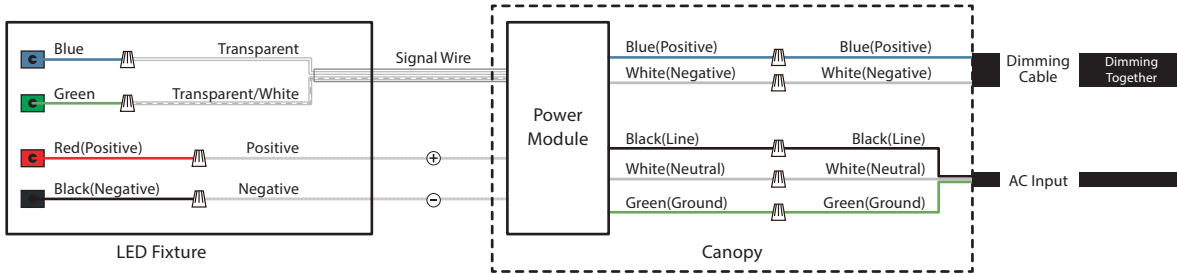 Blue
Transparent
Green
Transparent/White
Red(Positive)
Positive
Black(Negative)
Negative
LED Fixture
Signal Wire
+
−
Power
Module
Blue(Positive)
Blue(Positive)
White(Negative)
White(Negative)
Black(Line)
Black(Line)
White(Neutral)
White(Neutral)
Green(Ground)
Green(Ground)
Canopy
Dimming
Cable
Dimming
Together
AC Input